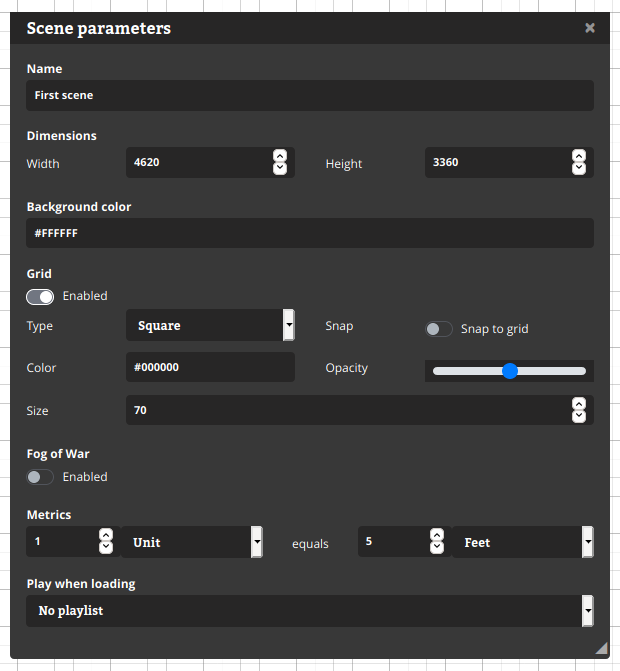 Scene parameters
Name
First scene
Dimensions
Width 4620 Height 3360
Background color
#FFFFFF
Grid
Enabled
Type Square Snap Snap to grid
Color #000000 Opacity
Size 70
Fog of War
Enabled
Metrics
1 Unit equals 5 Feet
Play when loading
No playlist